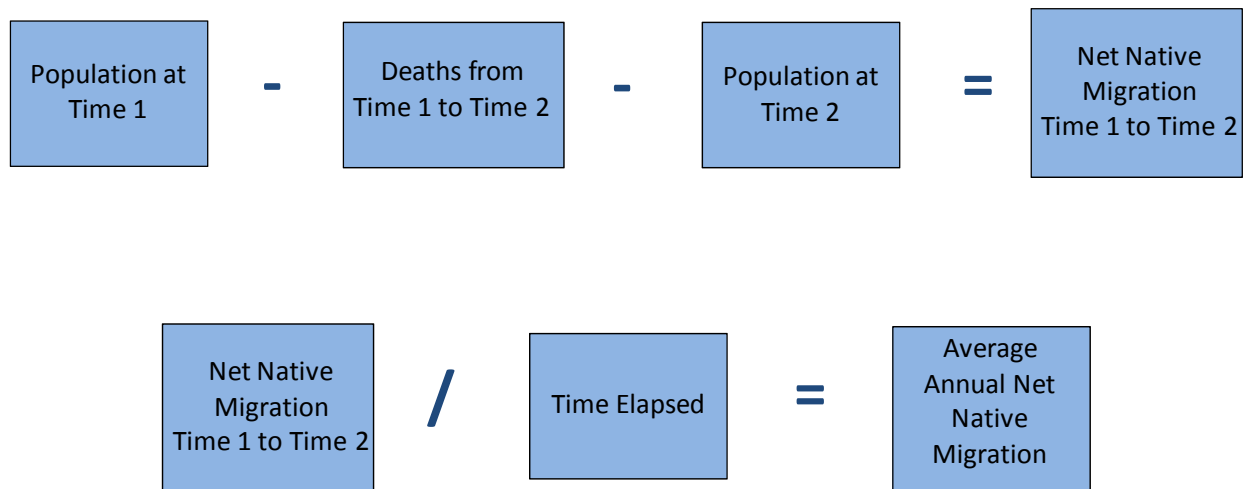 Population at
Time 1
-
Deaths from
Time 1 to Time 2
-
Population at
Time 2
=
Net Native
Migration
Time 1 to Time 2
Net Native
Migration
Time 1 to Time 2
/
Time Elapsed
=
Average
Annual Net
Native
Migration